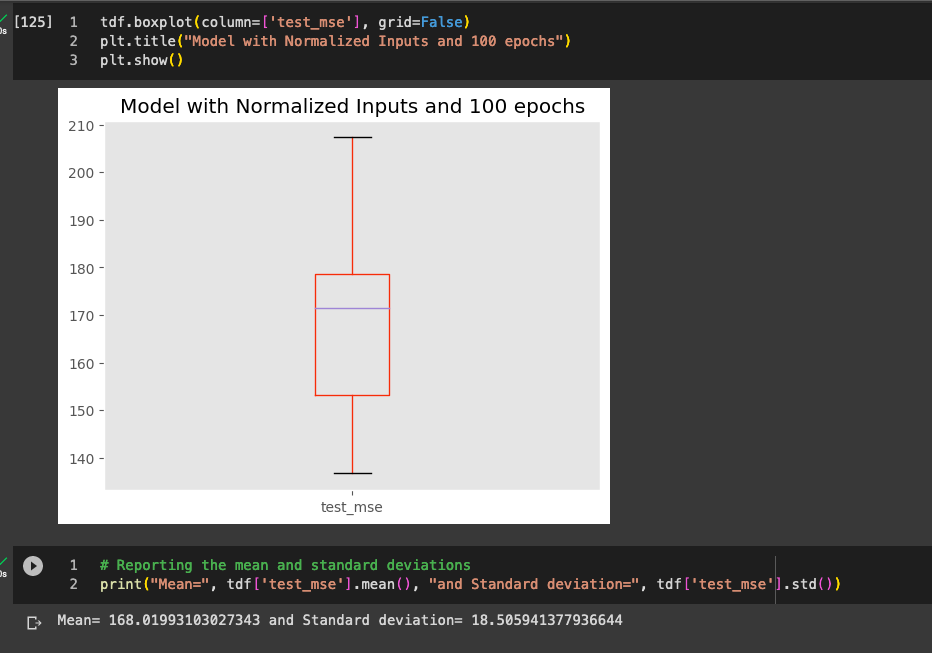 [125] 1 tdf.boxplot(column=['test_mse'], grid=False)
2 plt.title("Model with Normalized Inputs and 100 epochs")
3 plt.show()
0s
Model with Normalized Inputs and 100 epochs
210
200
190
180
170
160
150
140
test_mse
1 # Reporting the mean and standard deviations
2 print("Mean=", tdf['test_mse'].mean(), "and Standard deviation=", tdf['test_mse'].std())
0s
Mean= 168.01993103027343 and Standard deviation= 18.505941377936644